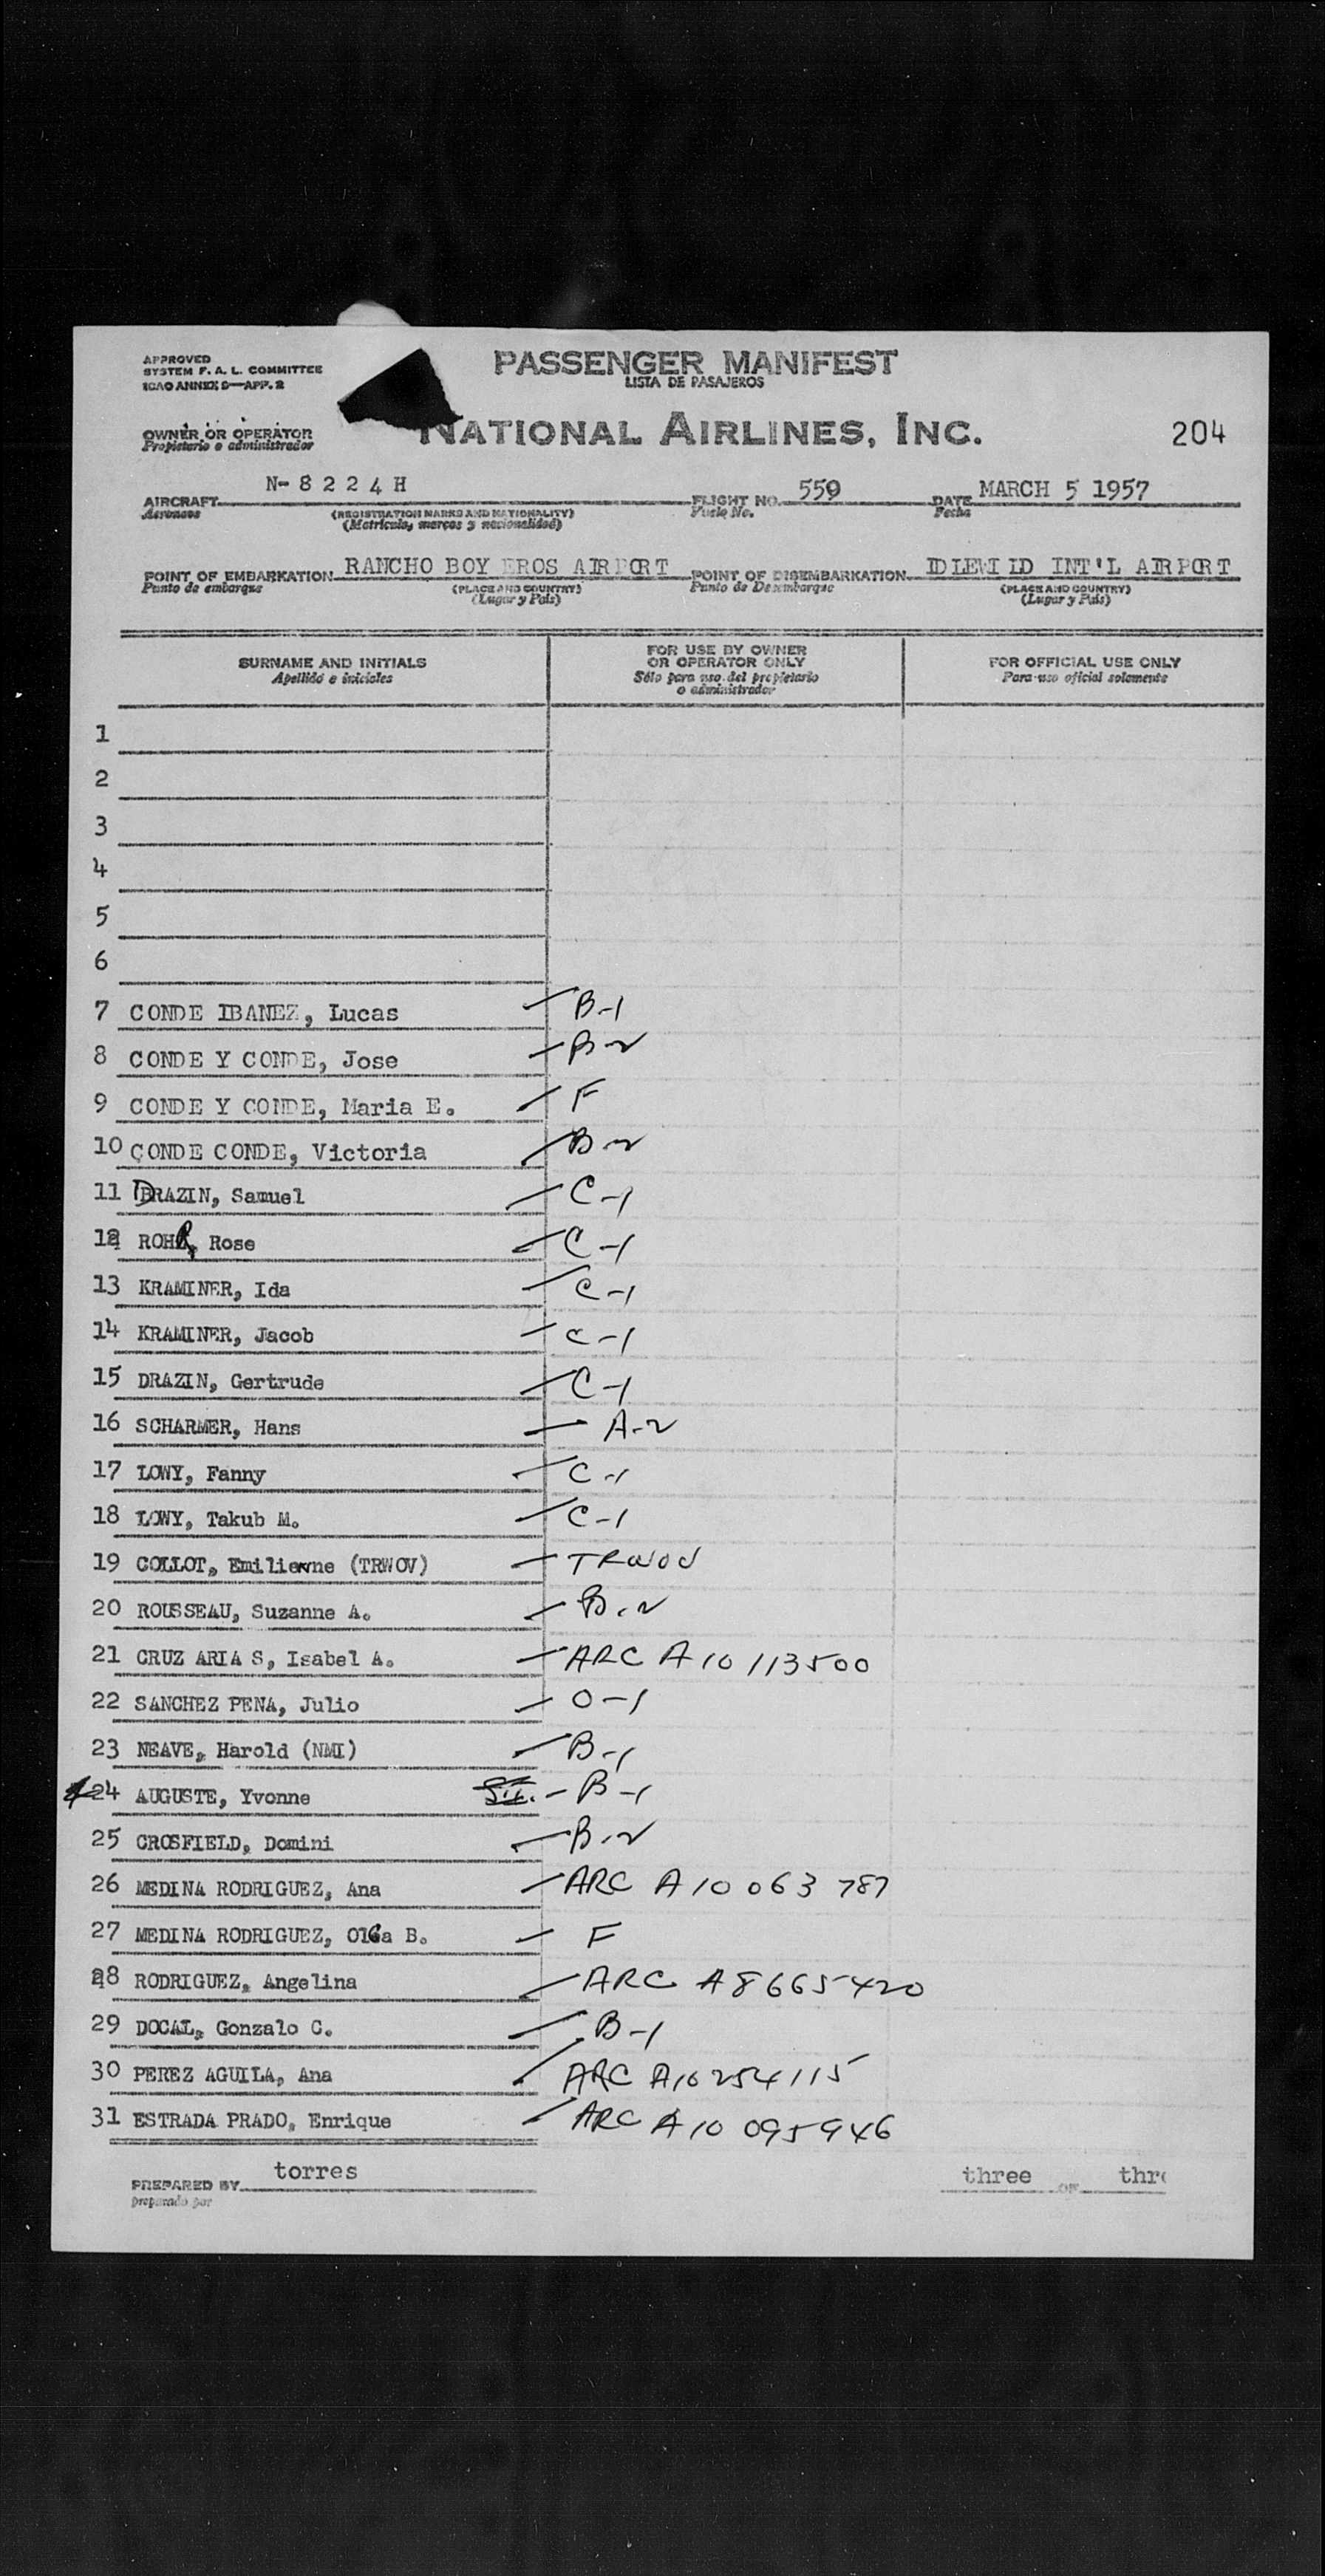 APPROVED
SYSTEM F. A. L. COMMITTEE
ICAO ANNEX 9—APP. 2
PASSENGER MANIFEST
LISTA DE PASAJEROS
OWNER OR OPERATOR
Propietario o administrador
NATIONAL AIRLINES, INC.
204
AIRCRAFT N- 8 2 2 4 H FLIGHT NO. 559 DATE MARCH 5 1957
Aeronave (REGISTRATION MARKS AND NATIONALITY) Vuelo No. Fecha
(Matricula, marcas y nacionalidad)
POINT OF EMBARKATION RANCHO BOY EROS AIRPORT POINT OF DISEMBARKATION IDLEWILD INT'L AIRPORT
Punto de embarque (PLACE AND COUNTRY) Punto de Desembarque (PLACE AND COUNTRY)
(Lugar y País) (Lugar y País)
SURNAME AND INITIALS
Apellido e iniciales
FOR USE BY OWNER
OR OPERATOR ONLY
Sólo para uso del propietario
o administrador
FOR OFFICIAL USE ONLY
Para uso oficial solamente
1
2
3
4
5
6
7 CONDE IBANEZ, Lucas B-1
8 CONDE Y CONDE, Jose B-2
9 CONDE Y CONDE, Maria E. F
10 CONDE CONDE, Victoria B-2
11 DRAZIN, Samuel C-1
12 ROHR, Rose C-1
13 KRAMINER, Ida C-1
14 KRAMINER, Jacob C-1
15 DRAZIN, Gertrude C-1
16 SCHARMER, Hans A-2
17 LOWY, Fanny C-1
18 LOWY, Takub M. C-1
19 COLLOT, Emilienne (TRWOV) TRWOV
20 ROUSSEAU, Suzanne A. B-2
21 CRUZ ARIA S, Isabel A. ARC A10 113500
22 SANCHEZ PENA, Julio O-1
23 NEAVE, Harold (NMI) B-1
24 AUGUSTE, Yvonne B-1
25 CROSFIELD, Domini B-2
26 MEDINA RODRIGUEZ, Ana ARC A10 063 787
27 MEDINA RODRIGUEZ, OlGa B. F
28 RODRIGUEZ, Angelina ARC A8665420
29 DOCAL, Gonzalo C. B-1
30 PEREZ AGUILA, Ana ARC A10254115
31 ESTRADA PRADO, Enrique ARC A10 095946
PREPARED BY torres three OF thr
preparado por